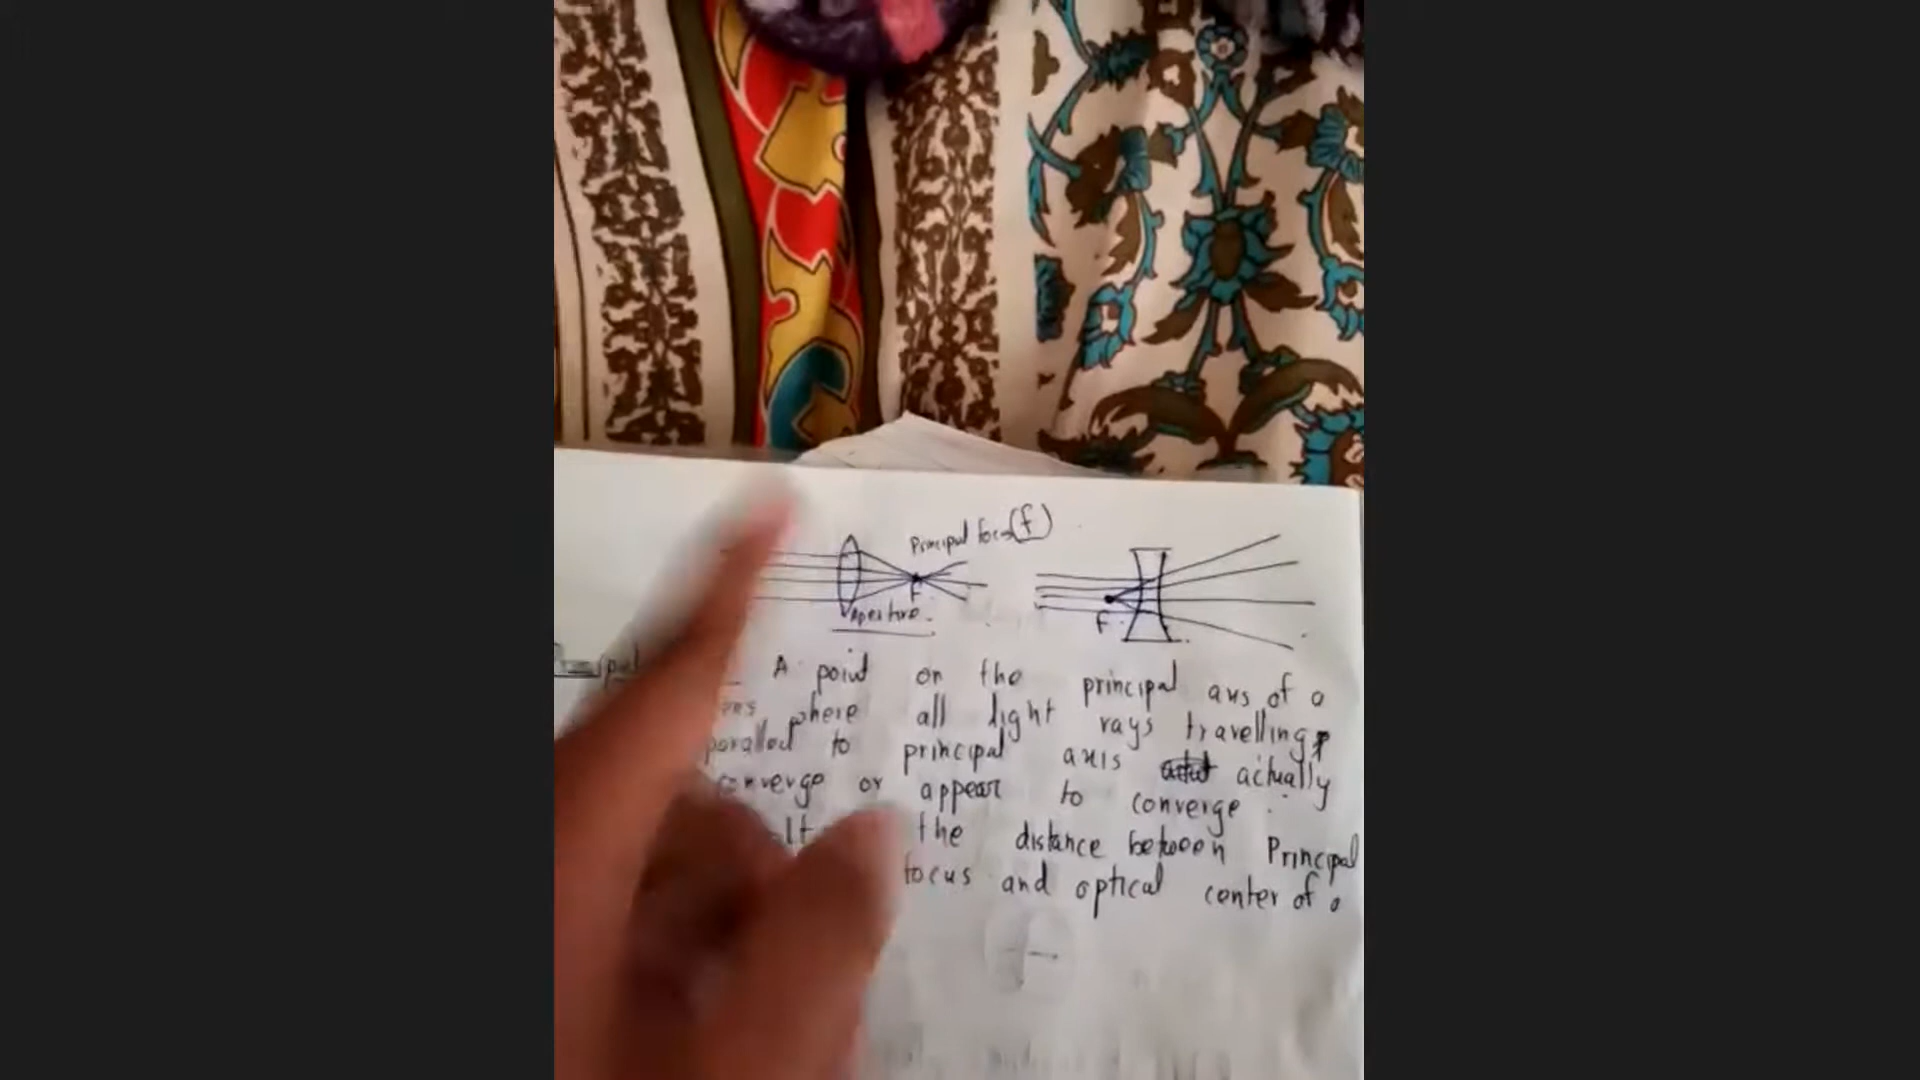 Principal focus (f)
F
Aperture.
F.
A point on the principal axis of a
where all light rays travelling
to principal axis actually
converge or appear to converge.
the distance between Principal
focus and optical center of a